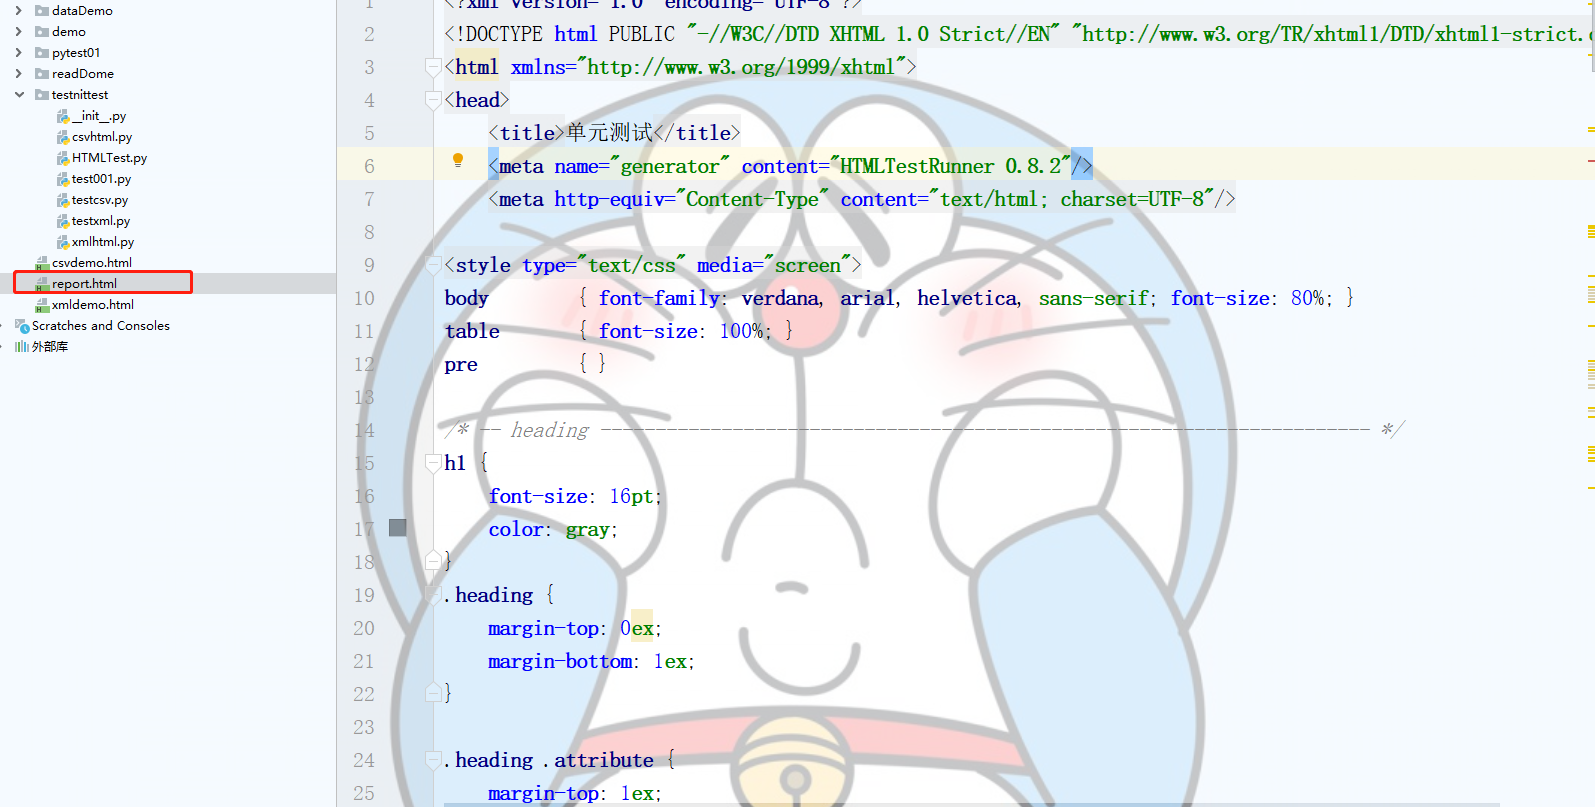 dataDemo
demo
pytest01
readDome
testnittest
__init__.py
csvhtml.py
HTMLTest.py
test001.py
testcsv.py
testxml.py
xmlhtml.py
csvdemo.html
report.html
xmldemo.html
Scratches and Consoles
外部库
1 <?xml version="1.0" encoding="UTF-8"?>
2 <!DOCTYPE html PUBLIC "-//W3C//DTD XHTML 1.0 Strict//EN" "http://www.w3.org/TR/xhtml1/DTD/xhtml1-strict.d
3 <html xmlns="http://www.w3.org/1999/xhtml">
4 <head>
5     <title>单元测试</title>
6     <meta name="generator" content="HTMLTestRunner 0.8.2"/>
7     <meta http-equiv="Content-Type" content="text/html; charset=UTF-8"/>
8
9 <style type="text/css" media="screen">
10 body        { font-family: verdana, arial, helvetica, sans-serif; font-size: 80%; }
11 table       { font-size: 100%; }
12 pre         { }
13
14 /* -- heading ---------------------------------------------------------------------- */
15 h1 {
16     font-size: 16pt;
17     color: gray;
18 }
19 .heading {
20     margin-top: 0ex;
21     margin-bottom: 1ex;
22 }
23
24 .heading .attribute {
25     margin-top: 1ex;